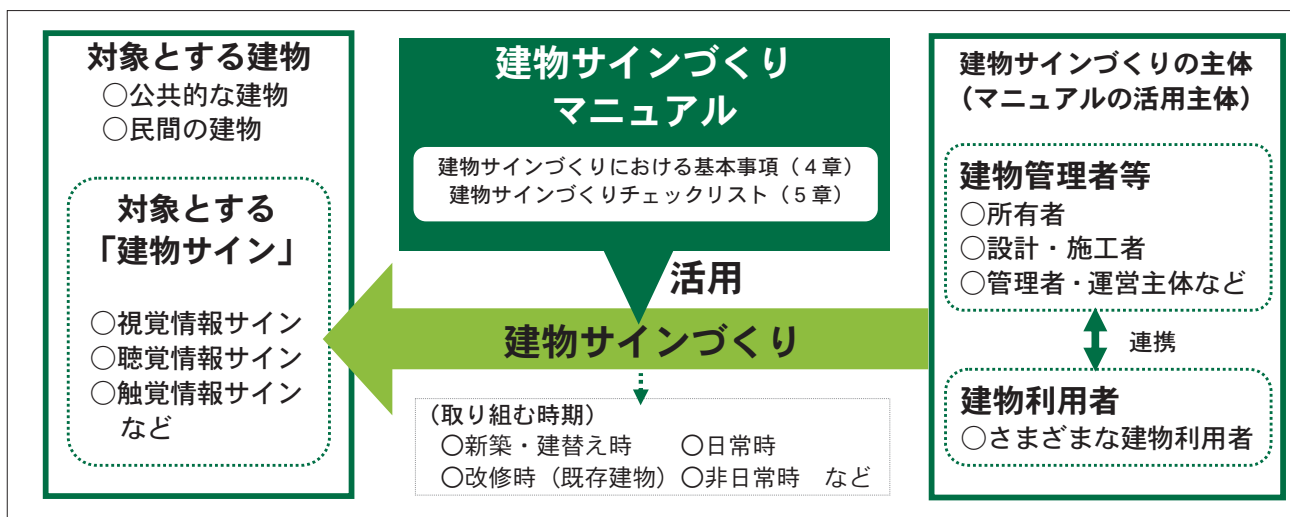 対象とする建物
○公共的な建物
○民間の建物
対象とする
「建物サイン」
○視覚情報サイン
○聴覚情報サイン
○触覚情報サイン
など
建物サインづくり
マニュアル
建物サインづくりにおける基本事項（４章）
建物サインづくりチェックリスト（５章）
活用
建物サインづくり
（取り組む時期）
○新築・建替え時　○日常時
○改修時（既存建物）○非日常時　など
建物サインづくりの主体
（マニュアルの活用主体）
建物管理者等
○所有者
○設計・施工者
○管理者・運営主体など
連携
建物利用者
○さまざまな建物利用者